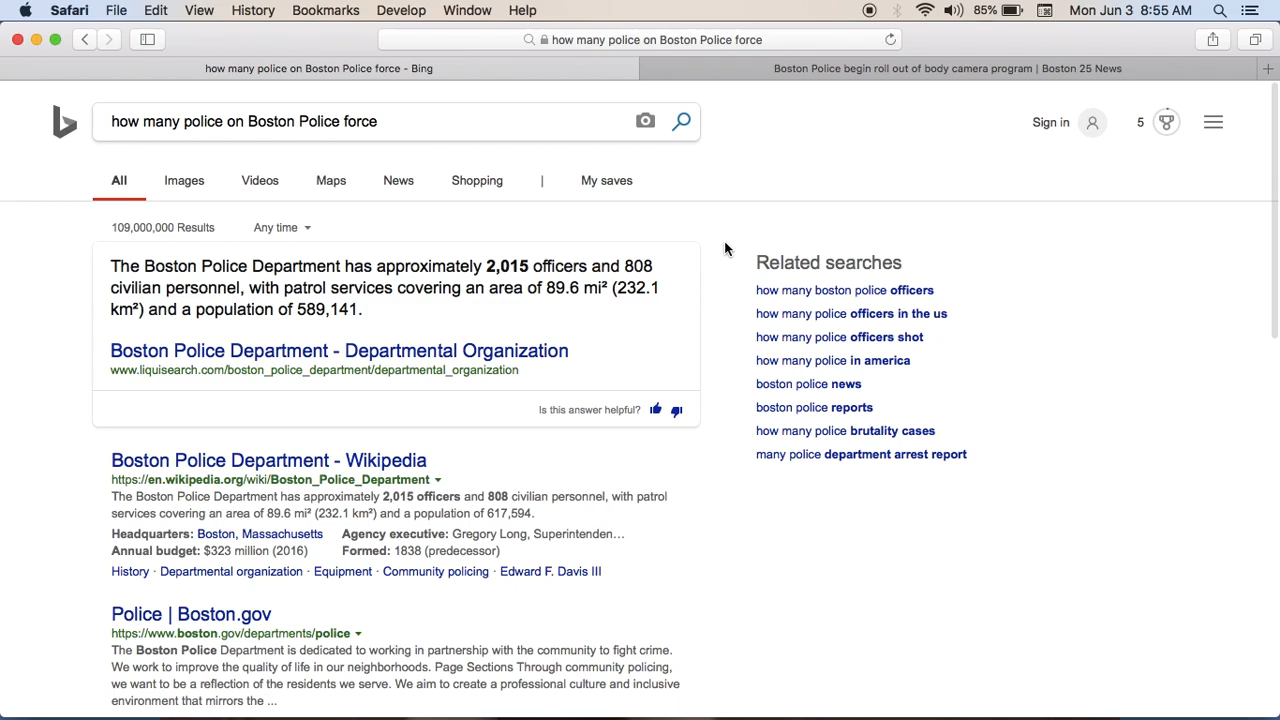 Safari File Edit View History Bookmarks Develop Window Help 85% Mon Jun 3 8:55 AM
how many police on Boston Police force
how many police on Boston Police force - Bing Boston Police begin roll out of body camera program | Boston 25 News
how many police on Boston Police force
Sign in 5
All Images Videos Maps News Shopping | My saves
109,000,000 Results Any time
The Boston Police Department has approximately 2,015 officers and 808
civilian personnel, with patrol services covering an area of 89.6 mi² (232.1
km²) and a population of 589,141.
Boston Police Department - Departmental Organization
www.liquisearch.com/boston_police_department/departmental_organization
Is this answer helpful?
Boston Police Department - Wikipedia
https://en.wikipedia.org/wiki/Boston_Police_Department
The Boston Police Department has approximately 2,015 officers and 808 civilian personnel, with patrol
services covering an area of 89.6 mi² (232.1 km²) and a population of 617,594.
Headquarters: Boston, Massachusetts Agency executive: Gregory Long, Superintenden...
Annual budget: $323 million (2016) Formed: 1838 (predecessor)
History · Departmental organization · Equipment · Community policing · Edward F. Davis III
Police | Boston.gov
https://www.boston.gov/departments/police
The Boston Police Department is dedicated to working in partnership with the community to fight crime.
We work to improve the quality of life in our neighborhoods. Page Sections Through community policing,
we want to be a reflection of the residents we serve. We aim to create a professional culture and inclusive
environment that mirrors the ...
Related searches
how many boston police officers
how many police officers in the us
how many police officers shot
how many police in america
boston police news
boston police reports
how many police brutality cases
many police department arrest report